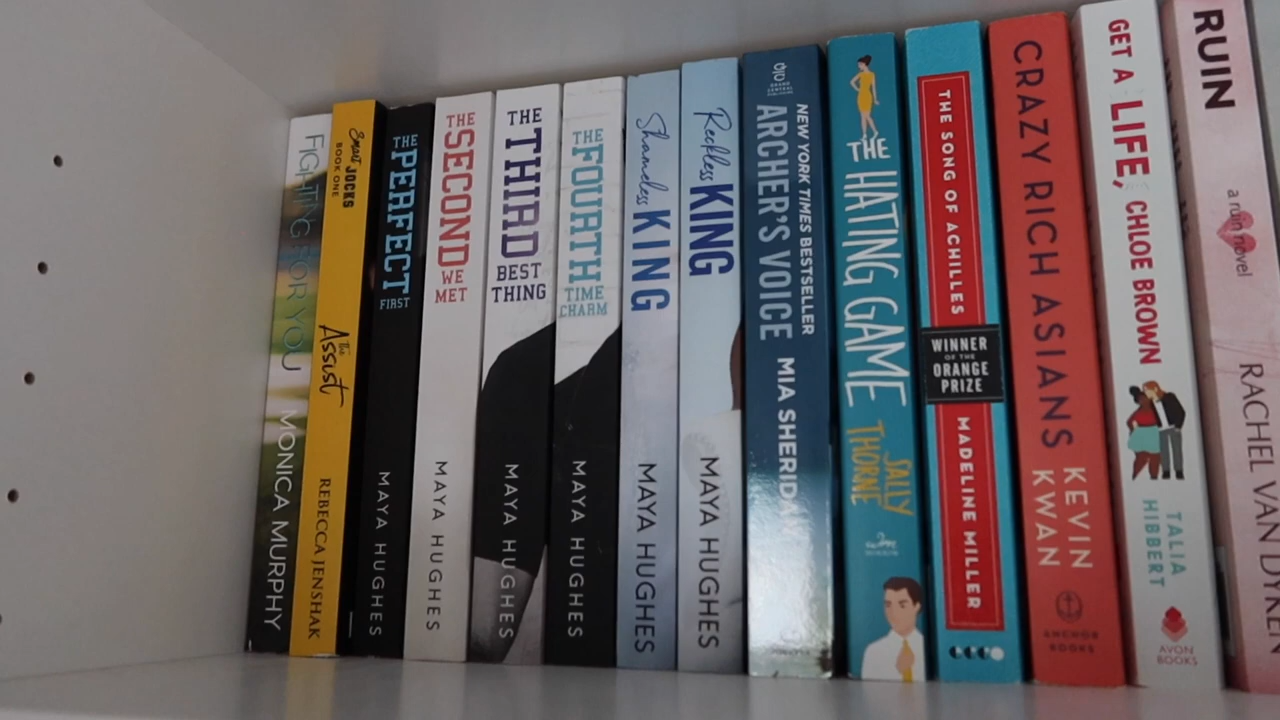 FIGHTING FOR YOU MONICA MURPHY
Smart JOCKS
BOOK ONE
The Assist
REBECCA JENSHAK
THE
PERFECT
FIRST
MAYA HUGHES
THE
SECOND
WE
MET
MAYA HUGHES
THE
THIRD
BEST
THING
MAYA HUGHES
THE
FOURTH
TIME
CHARM
MAYA HUGHES
Shameless
KING
MAYA HUGHES
Reckless
KING
MAYA HUGHES
GRAND
CENTRAL
NEW YORK TIMES BESTSELLER
ARCHER'S VOICE
MIA SHERIDAN
THE HATING GAME
SALLY
THORNE
THE SONG OF ACHILLES
WINNER
OF THE
ORANGE
PRIZE
MADELINE MILLER
ecco
CRAZY RICH ASIANS
KEVIN
KWAN
ANCHOR
BOOKS
GET A LIFE, CHLOE BROWN
TALIA
HIBBERT
AVON
BOOKS
RUIN
a ruin novel
RACHEL VAN DYKEN